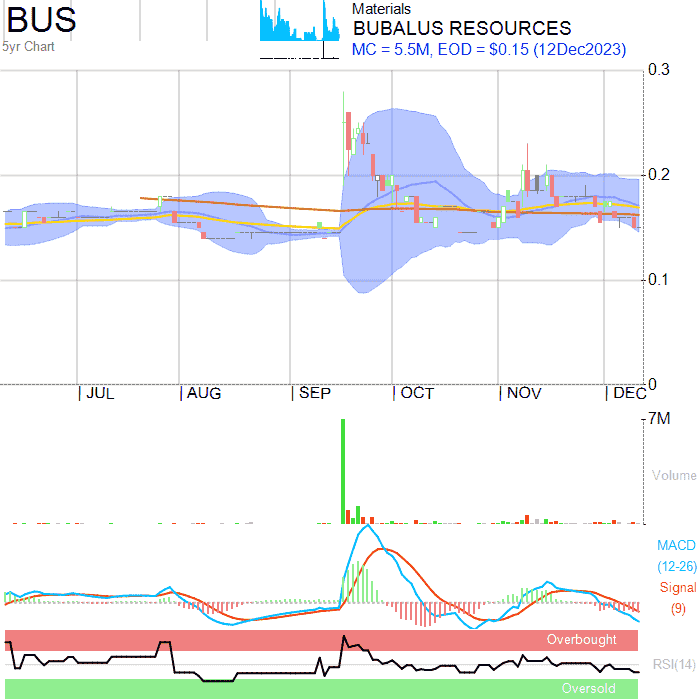 BUS
5yr Chart
Materials
BUBALUS RESOURCES
MC = 5.5M, EOD = $0.15 (12Dec2023)
0.3
0.2
0.1
0
JUL AUG SEP OCT NOV DEC
7M
Volume
MACD
(12-26)
Signal
(9)
Overbought
RSI(14)
Oversold